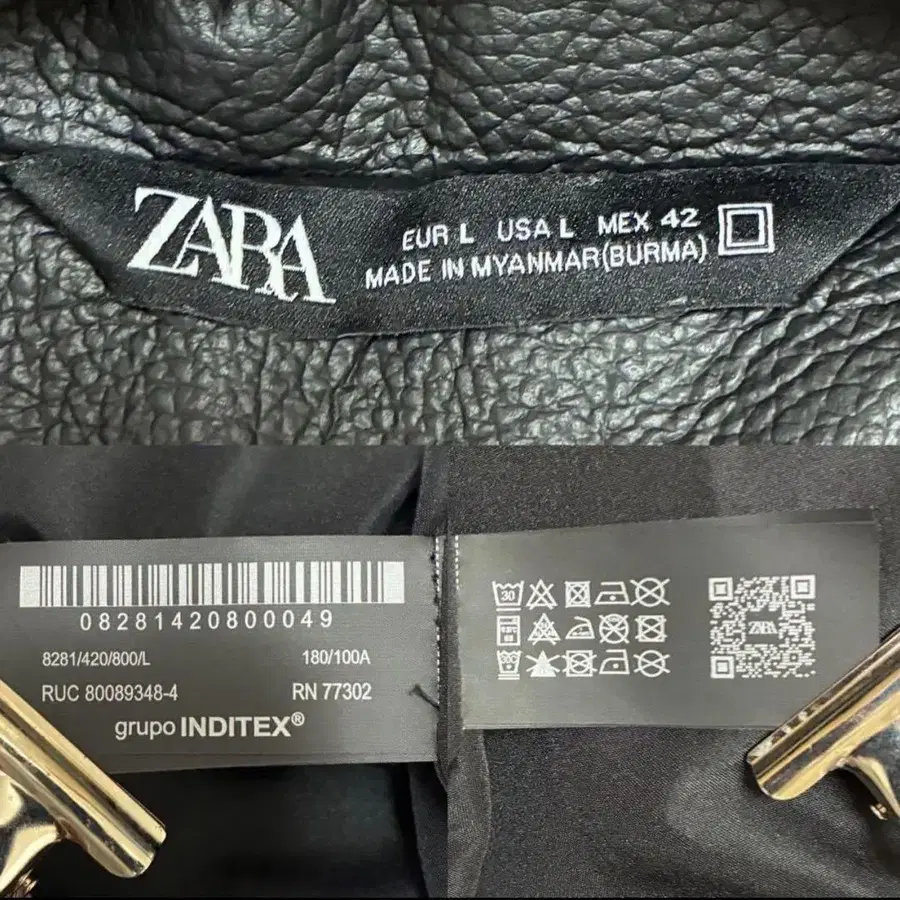 ZARA
EUR L USA L MEX 42
MADE IN MYANMAR(BURMA)
08281420800049
8281/420/800/L 180/100A
RUC 80089348-4 RN 77302
grupo INDITEX®
30
ZARA